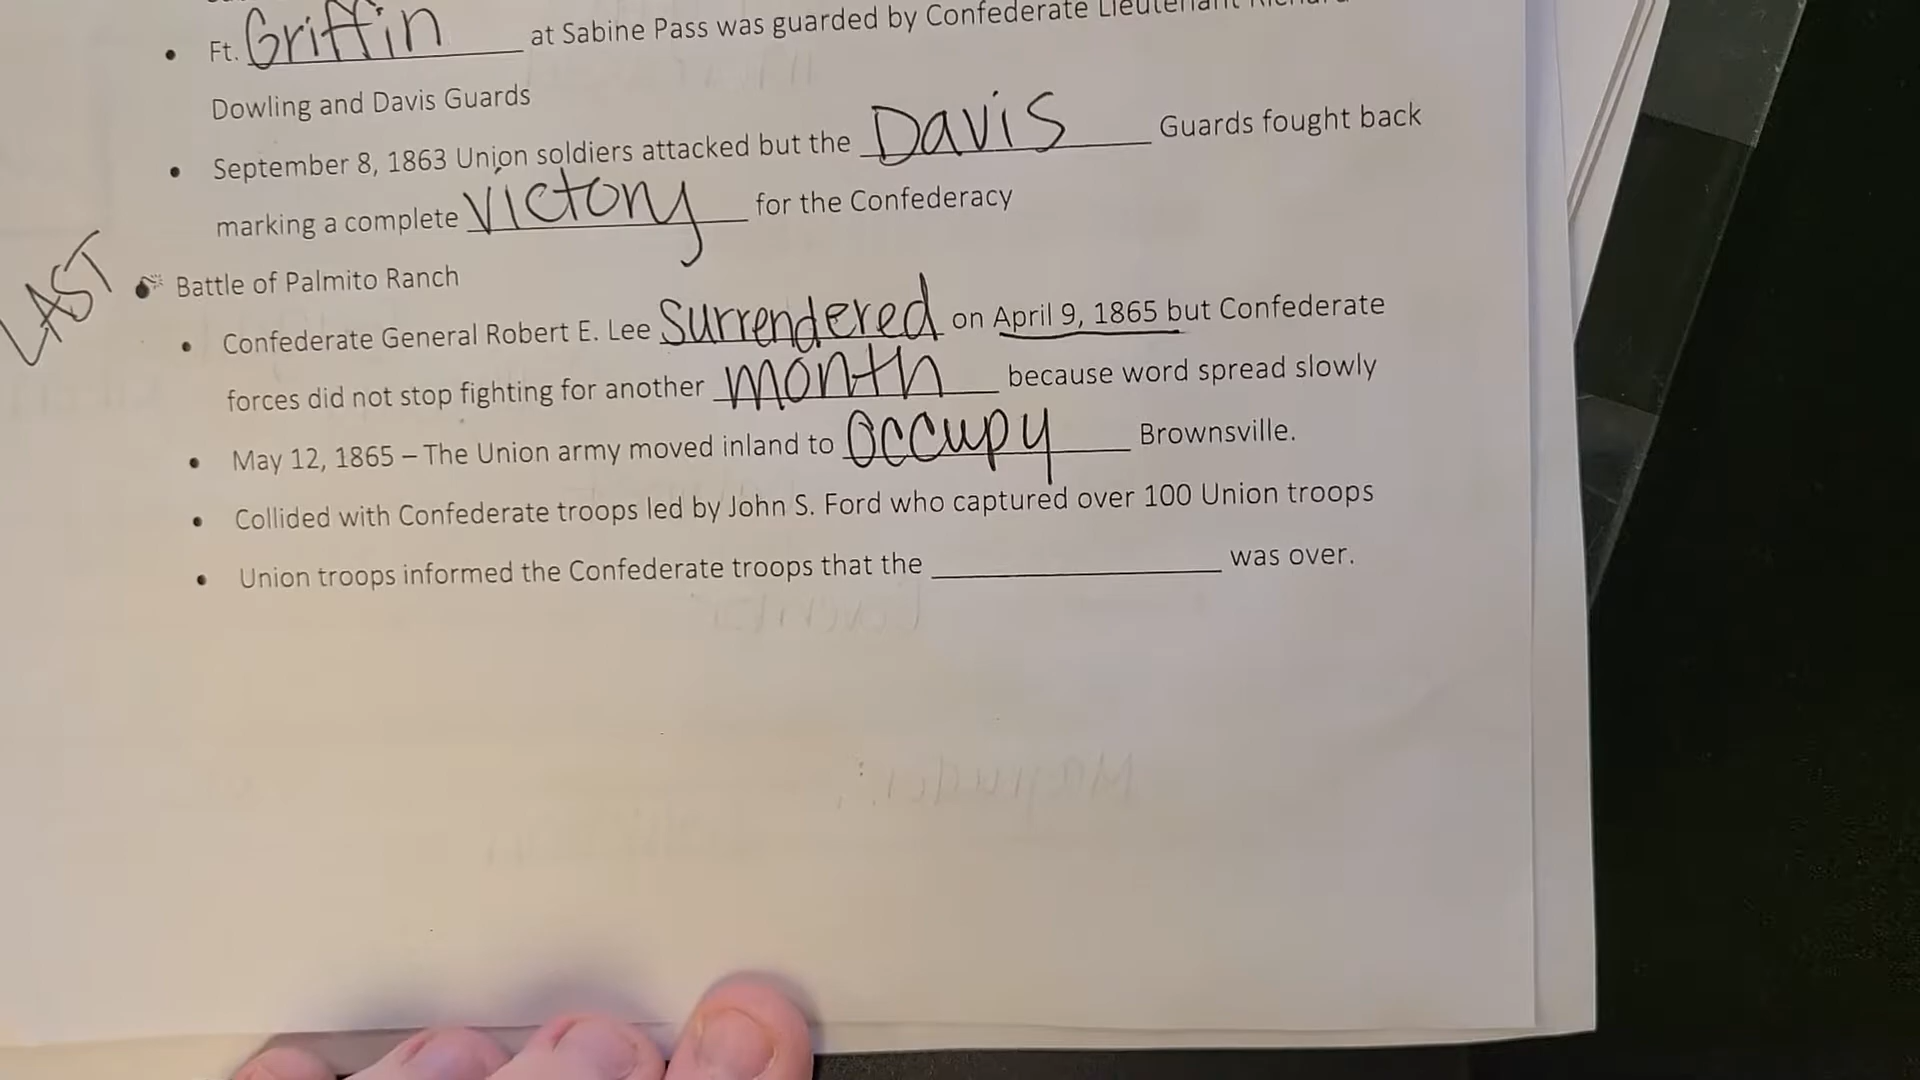 Ft. Griffin at Sabine Pass was guarded by Confederate Lieutenant Richard
Dowling and Davis Guards
September 8, 1863 Union soldiers attacked but the Davis Guards fought back
marking a complete Victory for the Confederacy
LAST
Battle of Palmito Ranch
Confederate General Robert E. Lee Surrendered on April 9, 1865 but Confederate
forces did not stop fighting for another month because word spread slowly
May 12, 1865 – The Union army moved inland to Occupy Brownsville.
Collided with Confederate troops led by John S. Ford who captured over 100 Union troops
Union troops informed the Confederate troops that the ____________ was over.